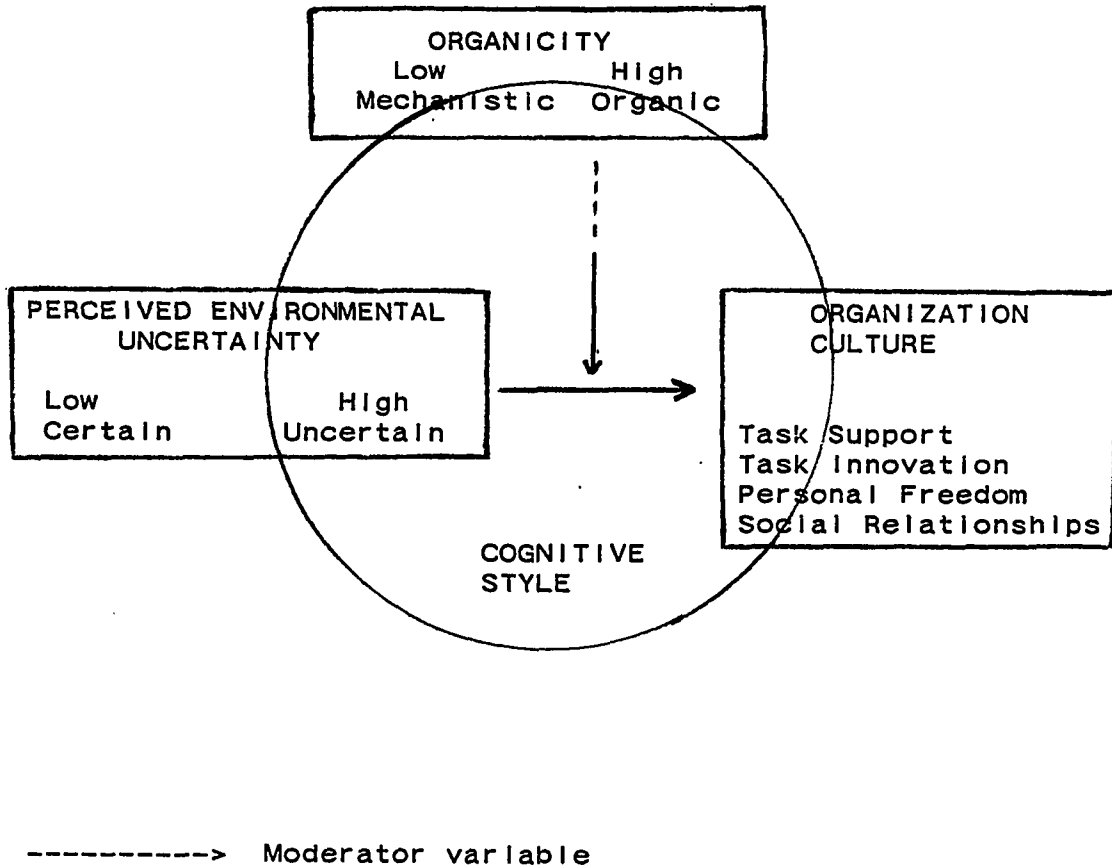 ORGANICITY
Low High
Mechanistic Organic
PERCEIVED ENVIRONMENTAL
UNCERTAINTY
Low High
Certain Uncertain
ORGANIZATION
CULTURE
Task Support
Task Innovation
Personal Freedom
Social Relationships
COGNITIVE
STYLE
----------> Moderator variable